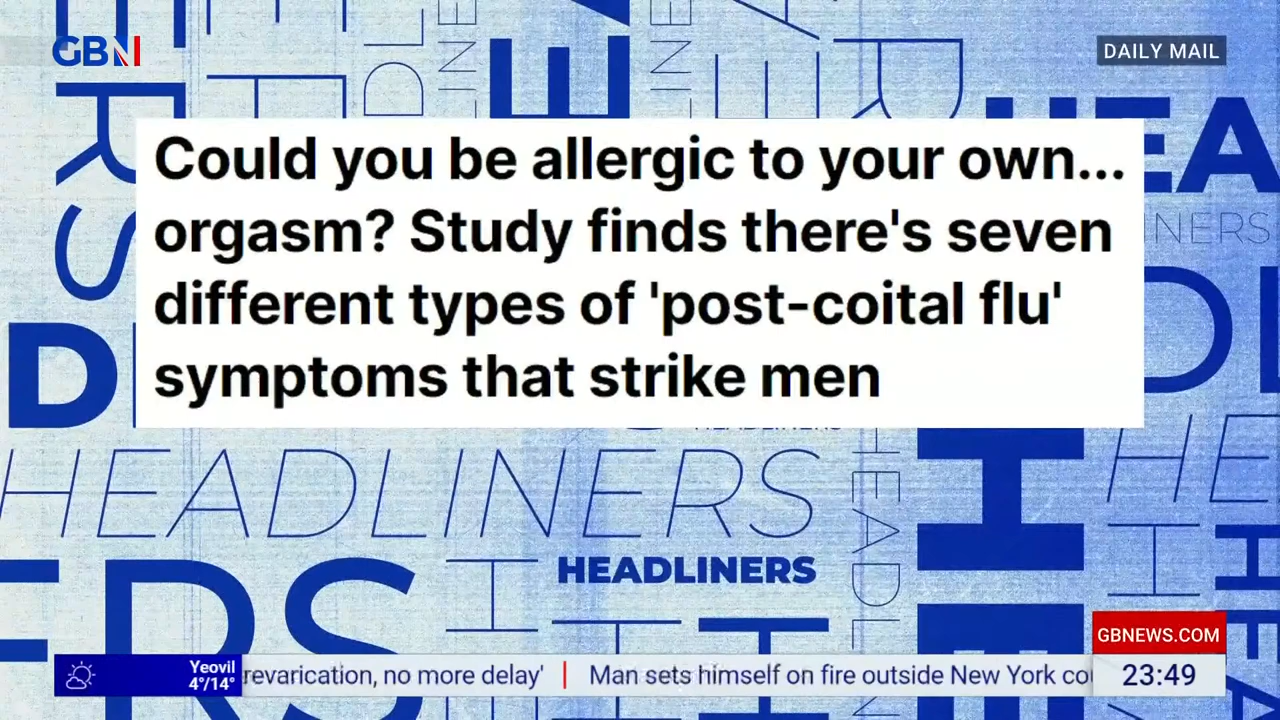 GBN
DAILY MAIL
Could you be allergic to your own...
orgasm? Study finds there's seven
different types of 'post-coital flu'
symptoms that strike men
HEADLINERS
HEADLINERS
GBNEWS.COM
Yeovil
4°/14°
revarication, no more delay' | Man sets himself on fire outside New York
23:49